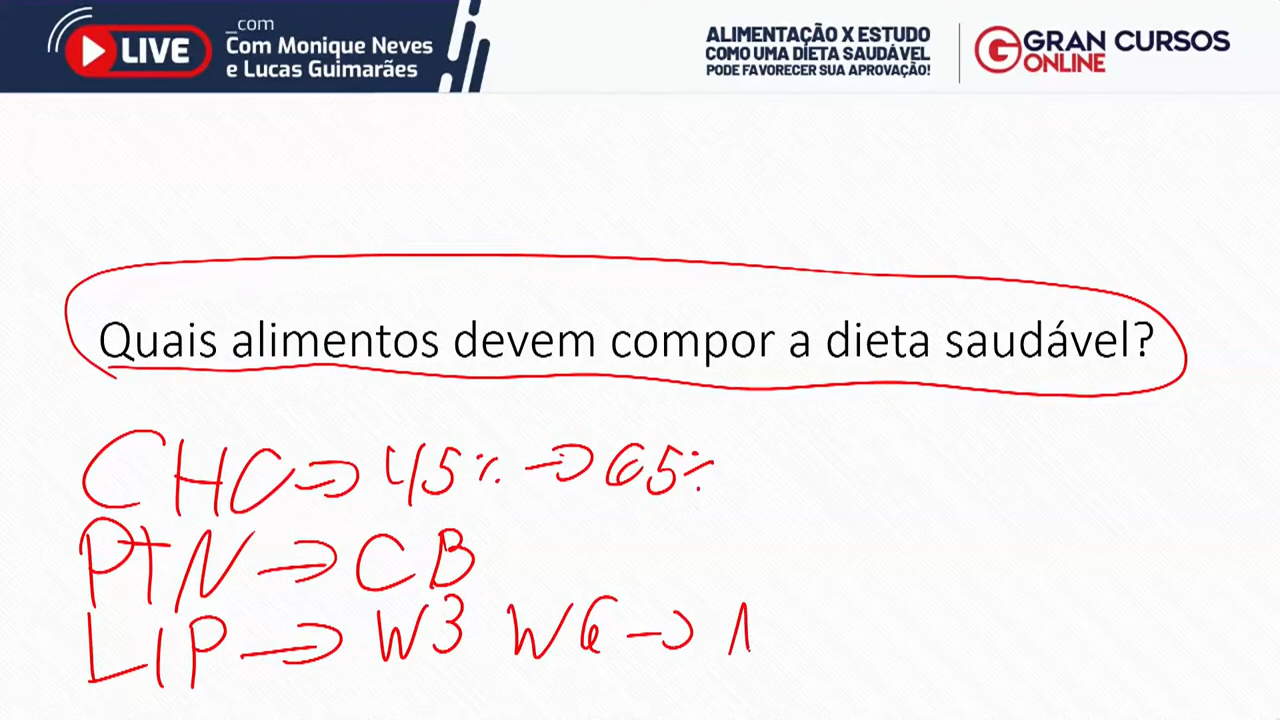 LIVE
_com
Com Monique Neves
e Lucas Guimarães
ALIMENTAÇÃO X ESTUDO
COMO UMA DIETA SAUDÁVEL
PODE FAVORECER SUA APROVAÇÃO!
GRAN CURSOS
ONLINE
Quais alimentos devem compor a dieta saudável?
CHO → 45% → 65%
PTN → CB
LIP → W3 W6 →